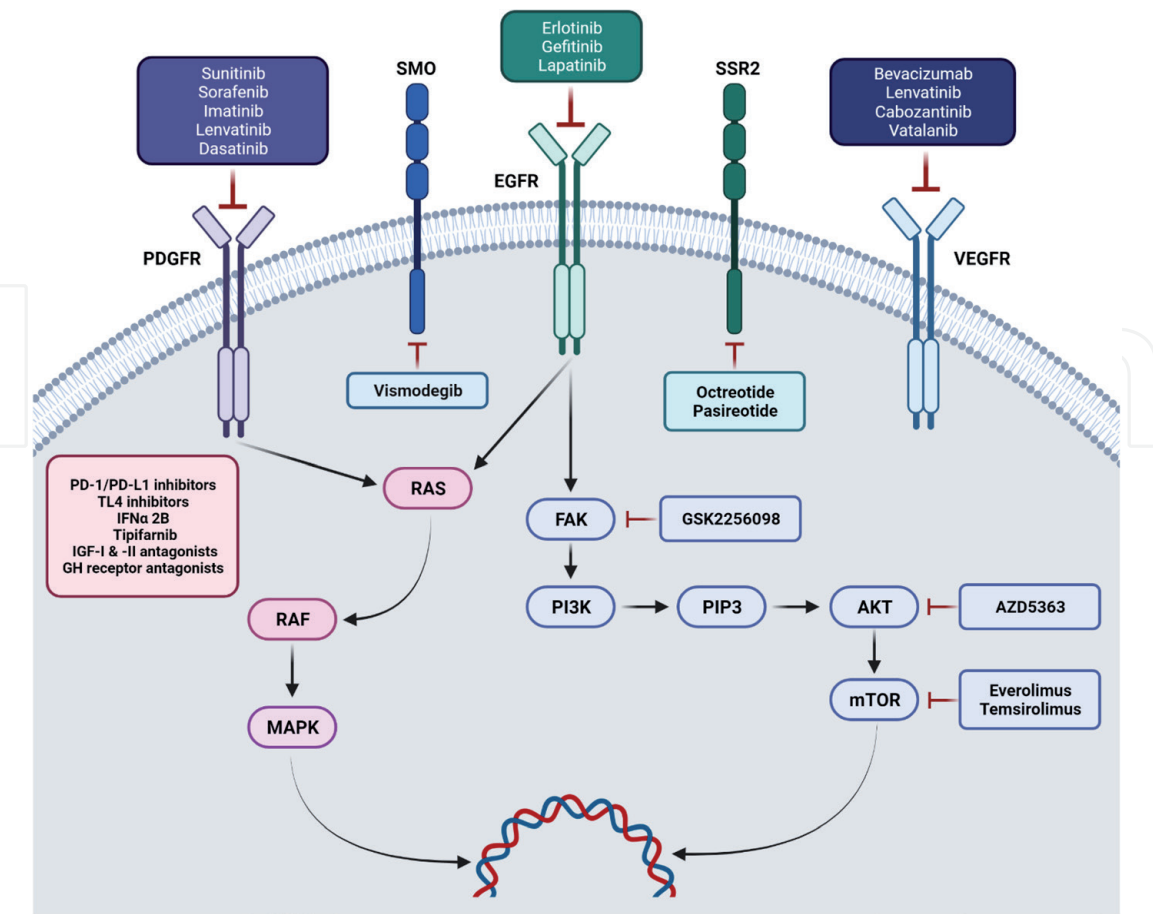 Erlotinib
Gefitinib
Lapatinib
Sunitinib
Sorafenib
Imatinib
Lenvatinib
Dasatinib
SMO
SSR2
Bevacizumab
Lenvatinib
Cabozantinib
Vatalanib
EGFR
PDGFR
VEGFR
Vismodegib
Octreotide
Pasireotide
PD-1/PD-L1 inhibitors
TL4 inhibitors
IFNα 2B
Tipifarnib
IGF-I & -II antagonists
GH receptor antagonists
RAS
FAK
GSK2256098
RAF
PI3K
PIP3
AKT
AZD5363
MAPK
mTOR
Everolimus
Temsirolimus